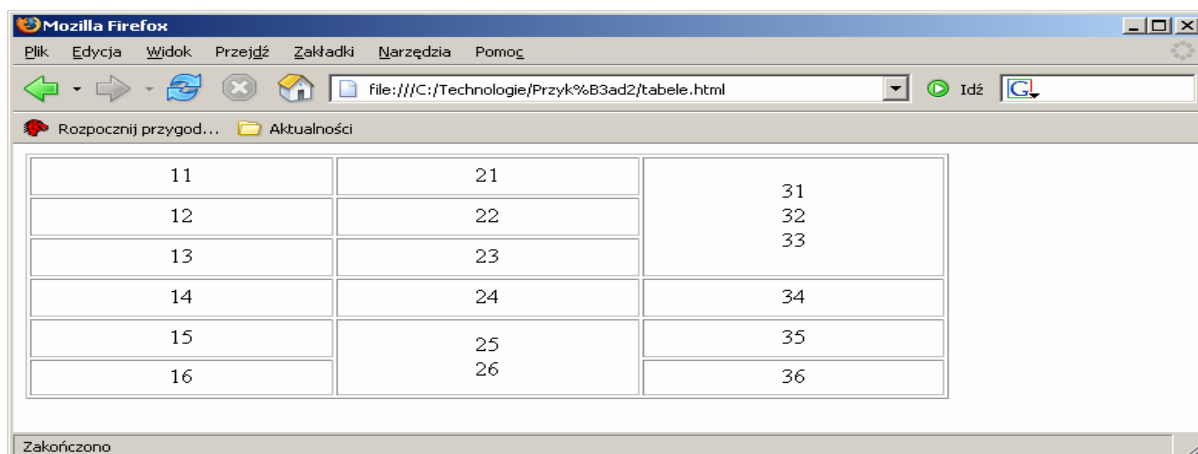 Mozilla Firefox
Plik Edycja Widok Przejdź Zakładki Narzędzia Pomoc
file:///C:/Technologie/Przyk%B3ad2/tabele.html Idź G
Rozpocznij przygod... Aktualności
11 21 31
32
33
12 22
13 23
14 24 34
15 25
26 35
16 36
Zakończono